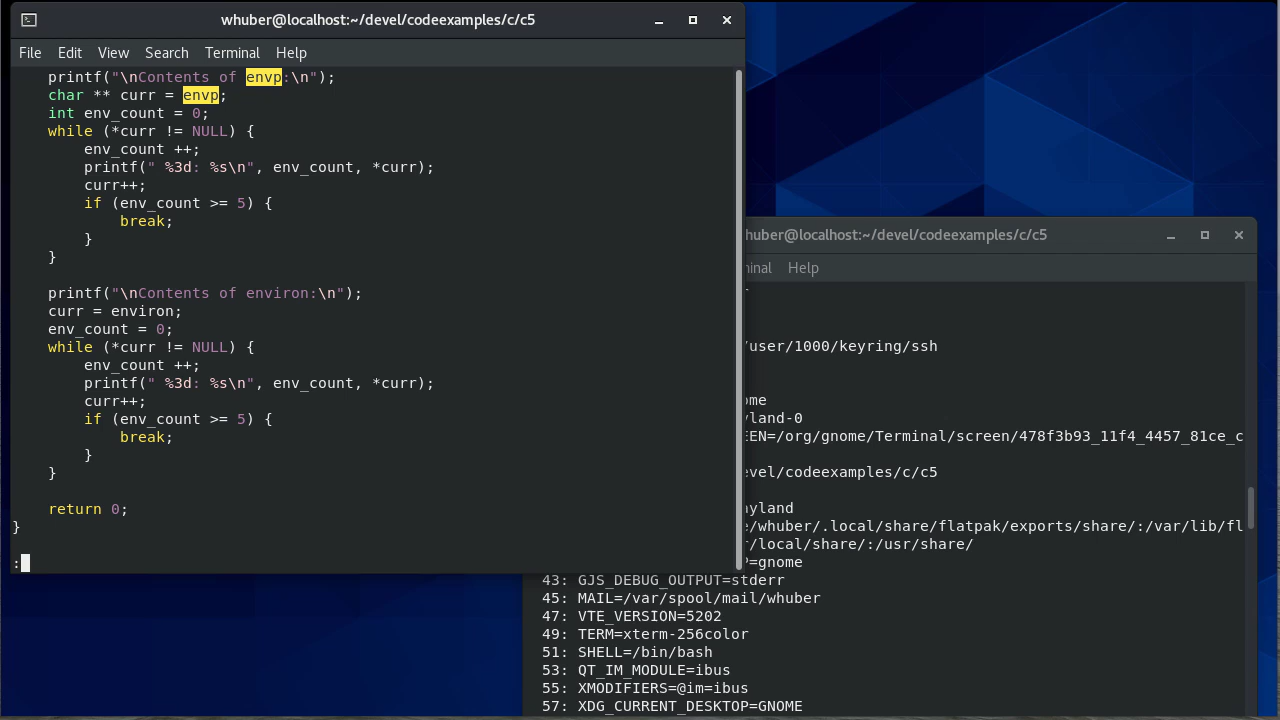 whuber@localhost:~/devel/codeexamples/c/c5
File Edit View Search Terminal Help
    printf("\nContents of envp:\n");
    char ** curr = envp;
    int env_count = 0;
    while (*curr != NULL) {
        env_count ++;
        printf(" %3d: %s\n", env_count, *curr);
        curr++;
        if (env_count >= 5) {
            break;
        }
    }
    printf("\nContents of environ:\n");
    curr = environ;
    env_count = 0;
    while (*curr != NULL) {
        env_count ++;
        printf(" %3d: %s\n", env_count, *curr);
        curr++;
        if (env_count >= 5) {
            break;
        }
    }
    return 0;
}
:
huber@localhost:~/devel/codeexamples/c/c5
minal Help
/user/1000/keyring/ssh
ome
yland-0
EEN=/org/gnome/Terminal/screen/478f3b93_11f4_4457_81ce_c
evel/codeexamples/c/c5
ayland
e/whuber/.local/share/flatpak/exports/share/:/var/lib/fl
r/local/share/:/usr/share/
P=gnome
43: GJS_DEBUG_OUTPUT=stderr
45: MAIL=/var/spool/mail/whuber
47: VTE_VERSION=5202
49: TERM=xterm-256color
51: SHELL=/bin/bash
53: QT_IM_MODULE=ibus
55: XMODIFIERS=@im=ibus
57: XDG_CURRENT_DESKTOP=GNOME